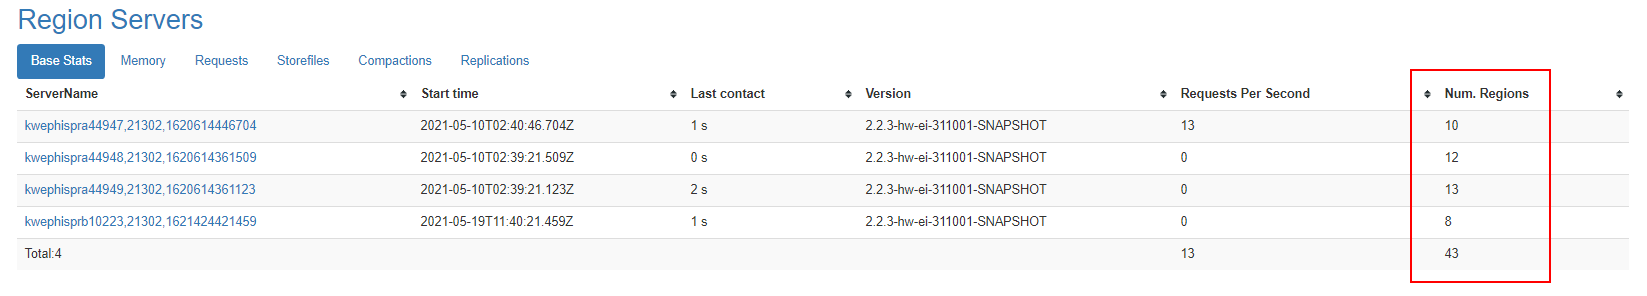 Region Servers
Base Stats Memory Requests Storefiles Compactions Replications
ServerName Start time Last contact Version Requests Per Second Num. Regions
kwephispra44947,21302,1620614446704 2021-05-10T02:40:46.704Z 1 s 2.2.3-hw-ei-311001-SNAPSHOT 13 10
kwephispra44948,21302,1620614361509 2021-05-10T02:39:21.509Z 0 s 2.2.3-hw-ei-311001-SNAPSHOT 0 12
kwephispra44949,21302,1620614361123 2021-05-10T02:39:21.123Z 2 s 2.2.3-hw-ei-311001-SNAPSHOT 0 13
kwephisprb10223,21302,1621424421459 2021-05-19T11:40:21.459Z 1 s 2.2.3-hw-ei-311001-SNAPSHOT 0 8
Total:4 13 43